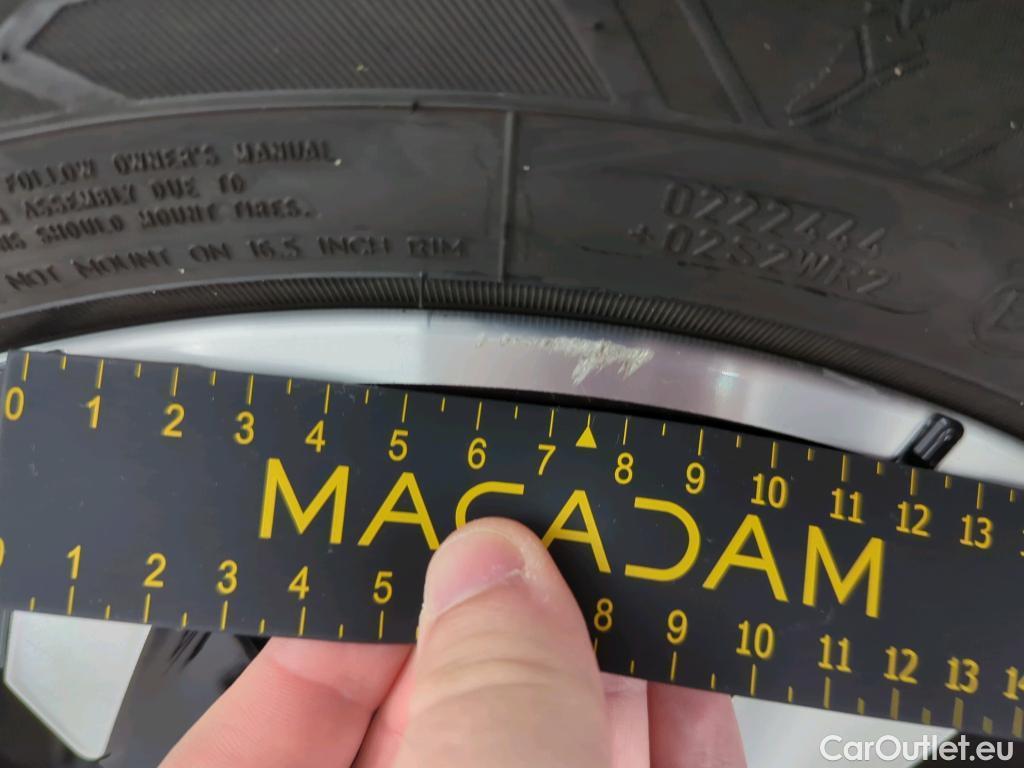 FOLLOW OWNER'S MANUAL
ASSEMBLY DUE TO
SHOULD MOUNT TIRES.
NOT MOUNT ON 16.5 INCH RIM
0222444
+02S2WR2
0 1 2 3 4 5 6 7 8 9 10 11 12 13
MACADAM
1 2 3 4 5 8 9 10 11 12 13 14
CarOutlet.eu